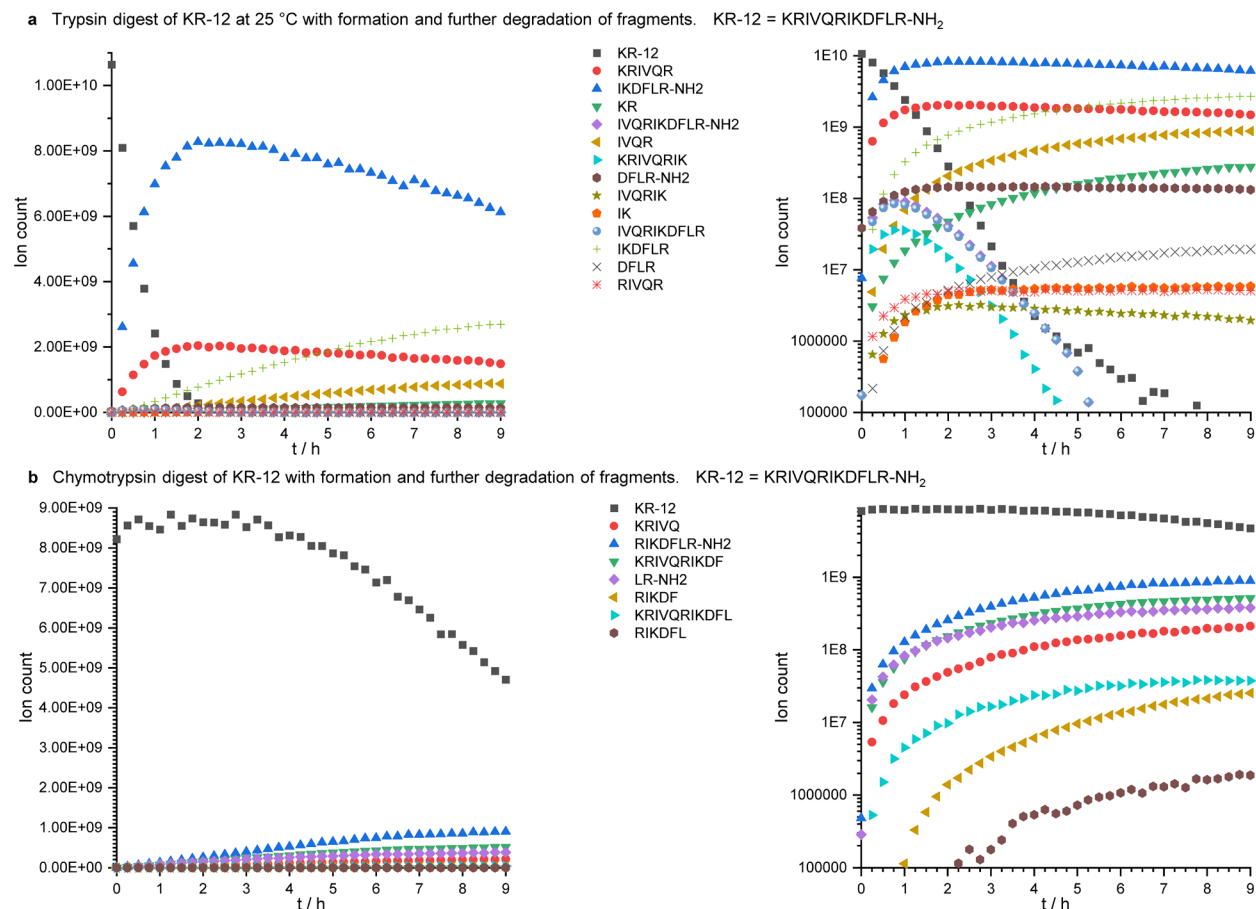 a Trypsin digest of KR-12 at 25 °C with formation and further degradation of fragments. KR-12 = KRIVQRIKDFLR-NH2
1.00E+10
8.00E+09
6.00E+09
4.00E+09
2.00E+09
0.00E+00
Ion count
0 1 2 3 4 5 6 7 8 9
t / h
KR-12
KRIVQR
IKDFLR-NH2
KR
IVQRIKDFLR-NH2
IVQR
KRIVQRIK
DFLR-NH2
IVQRIK
IK
IVQRIKDFLR
IKDFLR
DFLR
RIVQR
1E10
1E9
1E8
1E7
1000000
100000
Ion count
0 1 2 3 4 5 6 7 8 9
t / h
b Chymotrypsin digest of KR-12 with formation and further degradation of fragments. KR-12 = KRIVQRIKDFLR-NH2
9.00E+09
8.00E+09
7.00E+09
6.00E+09
5.00E+09
4.00E+09
3.00E+09
2.00E+09
1.00E+09
0.00E+00
Ion count
0 1 2 3 4 5 6 7 8 9
t / h
KR-12
KRIVQ
RIKDFLR-NH2
KRIVQRIKDF
LR-NH2
RIKDF
KRIVQRIKDFL
RIKDFL
1E9
1E8
1E7
1000000
100000
Ion count
0 1 2 3 4 5 6 7 8 9
t / h